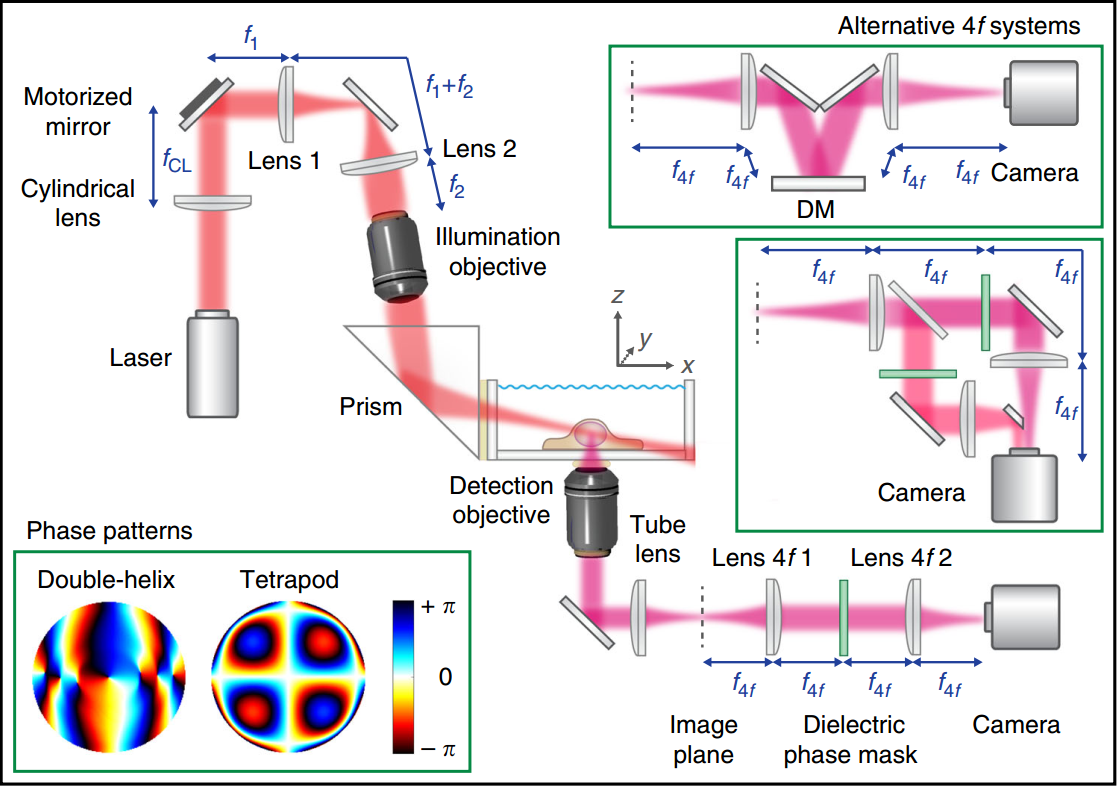 Alternative 4f systems
f1
Motorized
mirror
f1+f2
fCL
Lens 1
Lens 2
f2
Cylindrical
lens
Illumination
objective
Laser
Prism
z
y
x
f4f
f4f
f4f
f4f
Camera
DM
f4f
f4f
f4f
f4f
Camera
Detection
objective
Tube
lens
Lens 4f 1
Lens 4f 2
f4f
f4f
f4f
f4f
Image
plane
Dielectric
phase mask
Camera
Phase patterns
Double-helix
Tetrapod
+ π
0
− π